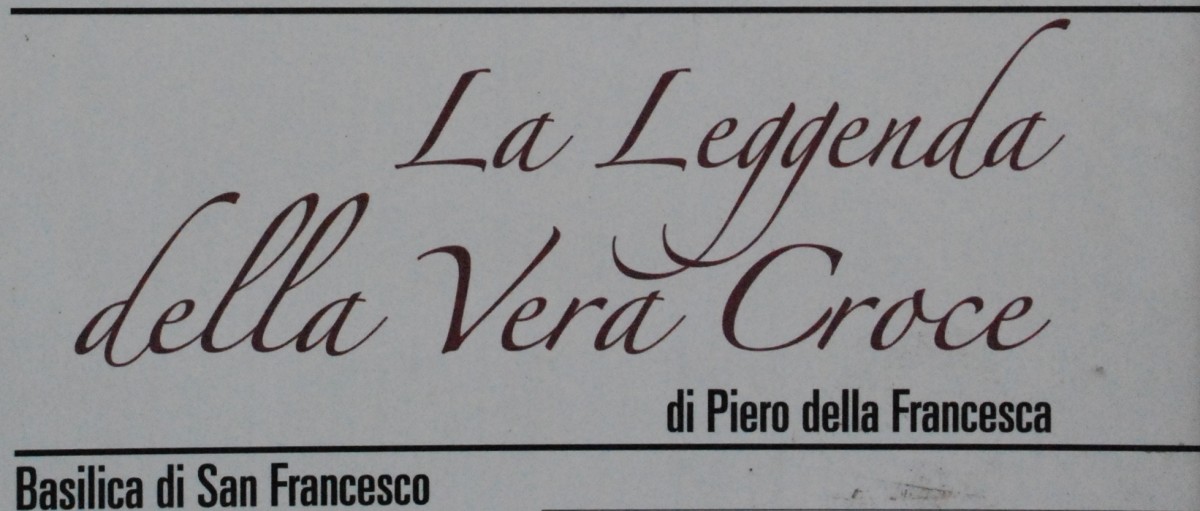 La Leggenda
della Vera Croce
di Piero della Francesca
Basilica di San Francesco